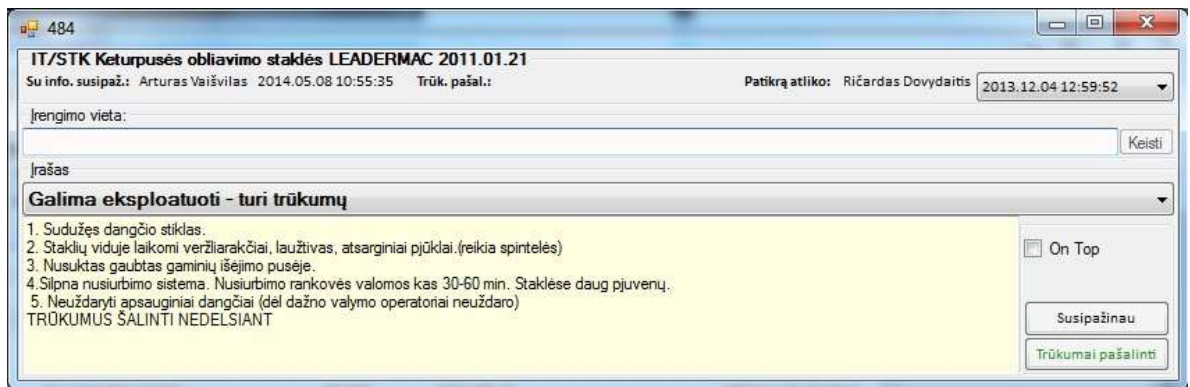 484
IT/STK Keturpusės obliavimo staklės LEADERMAC 2011.01.21
Su info. susipaž.: Arturas Vaišvilas 2014.05.08 10:55:35 Trūk. pašal.: Patikrą atliko: Ričardas Dovydaitis 2013.12.04 12:59:52
Įrengimo vieta:
Keisti
Įrašas
Galima eksploatuoti - turi trūkumų
1. Sudužęs dangčio stiklas.
2. Staklių viduje laikomi veržliarakčiai, laužtivas, atsarginiai pjūklai.(reikia spintelės)
3. Nusuktas gaubtas gaminių išėjimo pusėje.
4.Silpna nusiurbimo sistema. Nusiurbimo rankovės valomos kas 30-60 min. Staklėse daug pjuvenų.
5. Neuždaryti apsauginiai dangčiai (dėl dažno valymo operatoriai neuždaro)
TRŪKUMUS ŠALINTI NEDELSIANT
On Top
Susipažinau
Trūkumai pašalinti